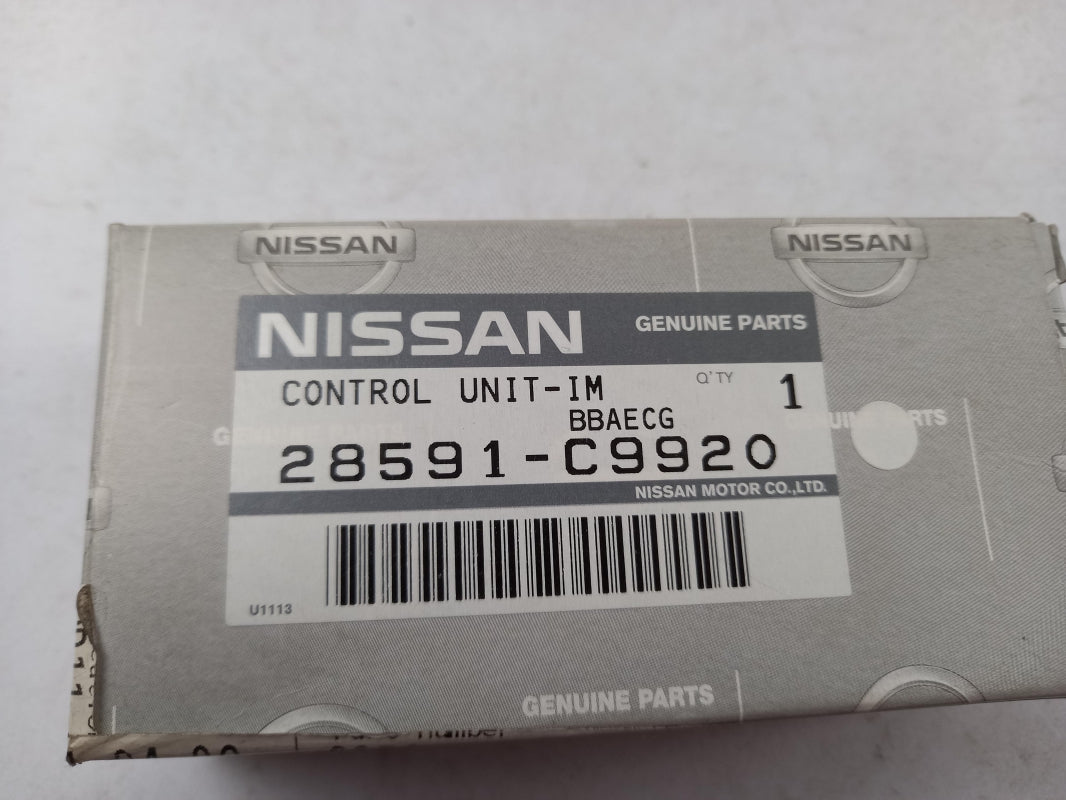 NISSAN
NISSAN
NISSAN GENUINE PARTS
CONTROL UNIT-IM Q'TY 1
BBAECG
28591-C9920
NISSAN MOTOR CO.,LTD.
U1113
GENUINE PARTS